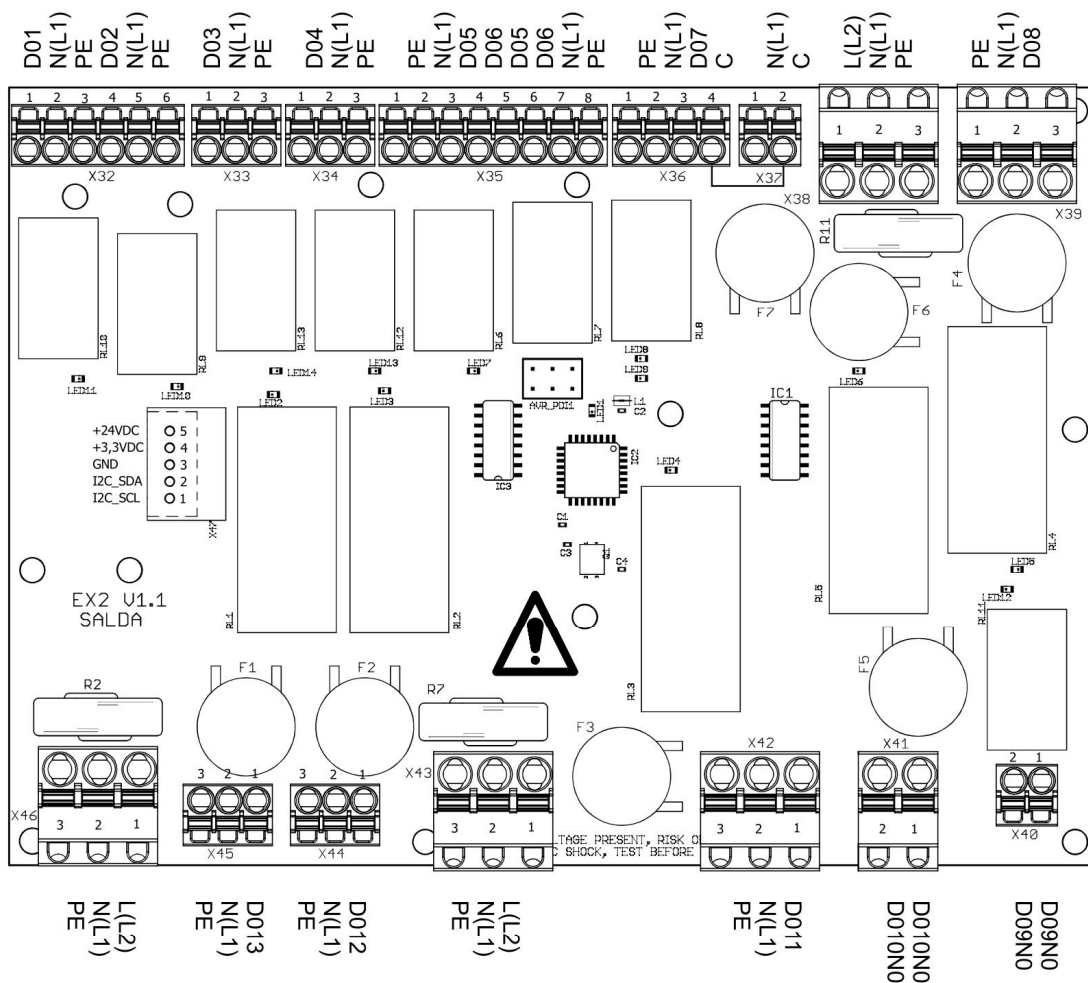 D01 N(L1) PE D02 N(L1) PE
D03 N(L1) PE
D04 N(L1) PE
PE N(L1) D05 D06 D05 D06 N(L1) PE
PE N(L1) D07 C
N(L1) C
L(L2) N(L1) PE
PE N(L1) D08
1 2 3 4 5 6
1 2 3
1 2 3
1 2 3 4 5 6 7 8
1 2 3 4
1 2
1 2 3
1 2 3
X32
X33
X34
X35
X36
X37
X38
X39
R11
F7
F6
F4
RL10
RL13
RL12
RL6
RL7
RL8
LED11
LED10
LED14
LED13
LED7
LED8
LED9
LED6
LED2
LED3
AVR_PDI1
LED1
L1
C2
IC1
+24VDC 5
+3,3VDC 4
GND 3
I2C_SDA 2
I2C_SCL 1
X47
IC3
IC2
LED4
C1
C3
Q1
C4
RL4
RL5
LED12
RL11
EX2 V1.1
SALDA
RL1
RL2
RL3
R2
F1
F2
R7
F3
F5
X46
3 2 1
3 2 1
X45
3 2 1
X44
X43
3 2 1
X42
3 2 1
X41
2 1
2 1
X40
TAGE PRESENT, RISK O
C SHOCK, TEST BEFORE
L(L2)
N(L1)
PE
D013
N(L1)
PE
D012
N(L1)
PE
L(L2)
N(L1)
PE
D011
N(L1)
PE
D010N0
D010N0
D09N0
D09N0